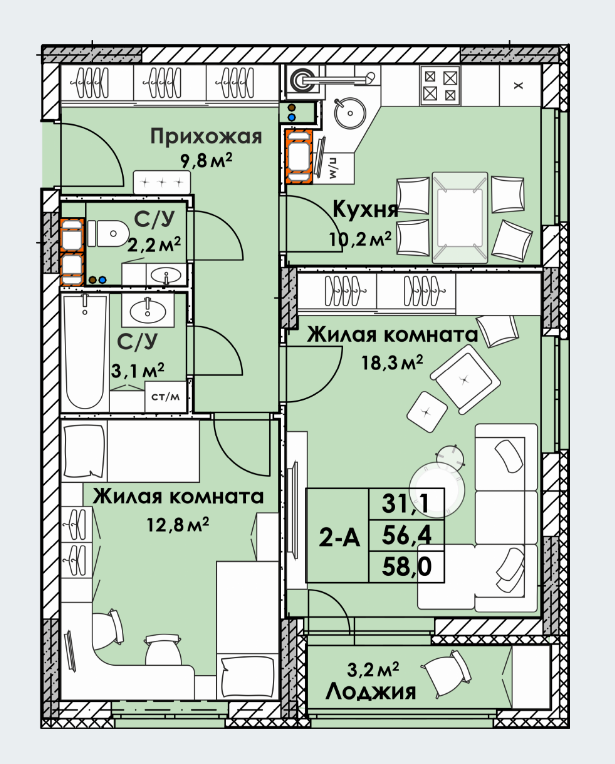 Прихожая
9,8 м²
x
w/п
Кухня
10,2 м²
С/У
2,2 м²
С/У
3,1 м²
ст/м
Жилая комната
18,3 м²
Жилая комната
12,8 м²
2-А
31,1
56,4
58,0
3,2 м²
Лоджия